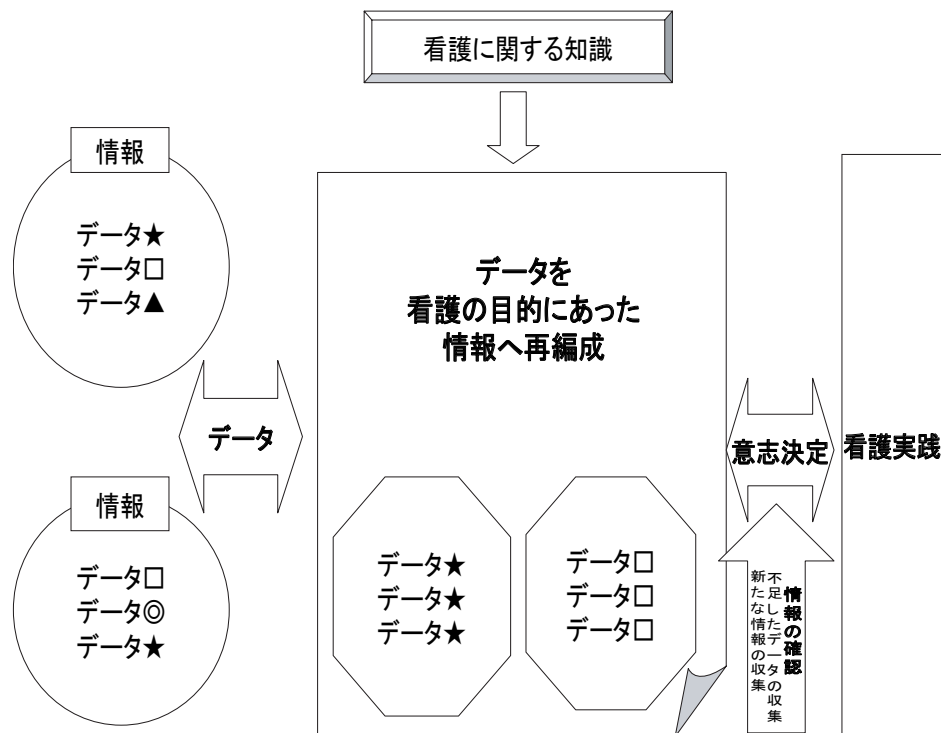 看護に関する知識
情報
データ★
データ□
データ▲
データを
看護の目的にあった
情報へ再編成
データ
意志決定
看護実践
情報
データ□
データ◎
データ★
データ★
データ★
データ★
データ□
データ□
データ□
情報の確認
不足したデータの収集
新たな情報の収集